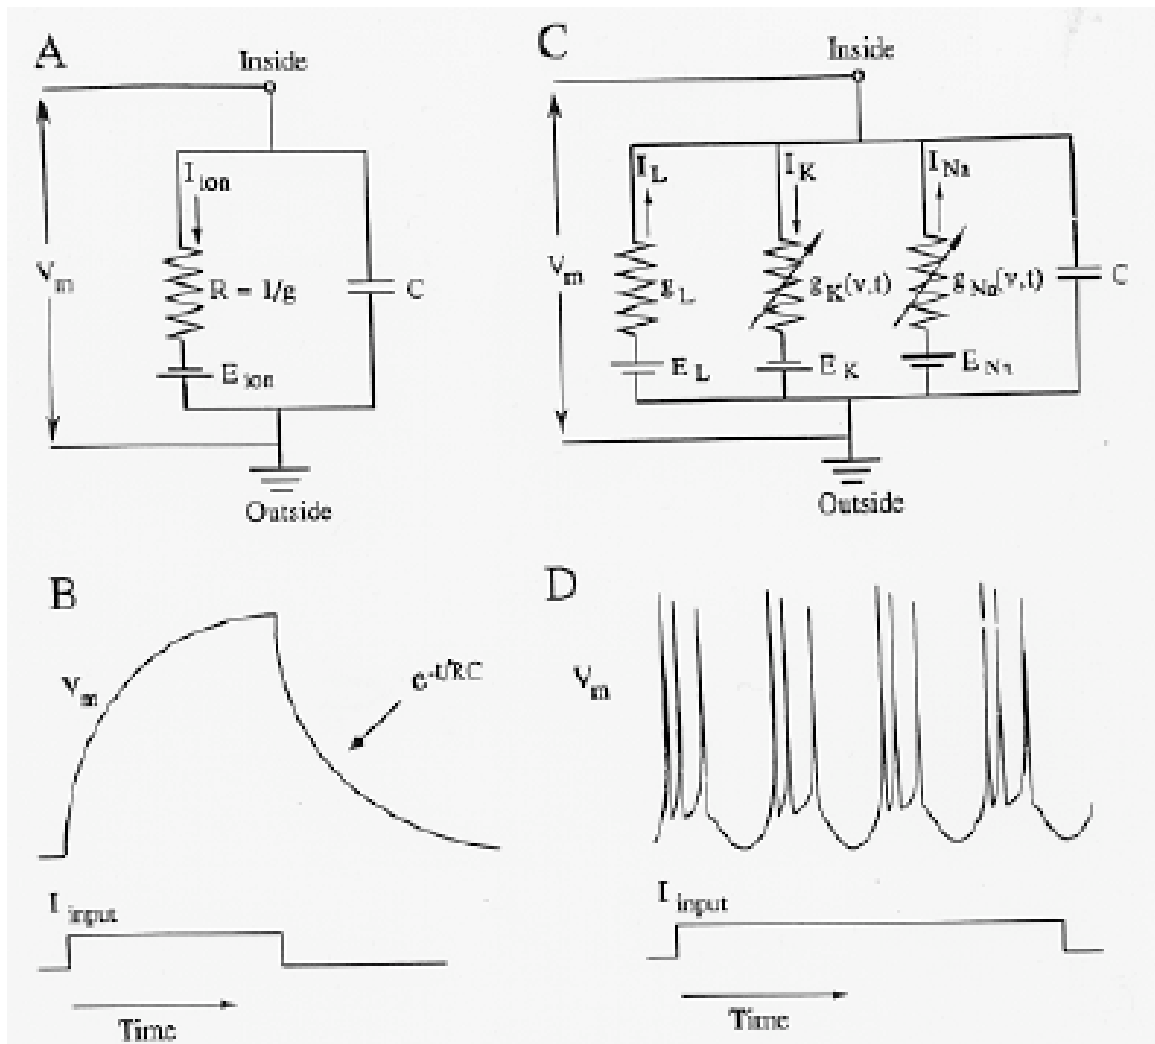 A
Inside
I ion
V m
R = 1/g
C
E ion
Outside
C
Inside
I L
I K
I Na
V m
g L
g K (v,t)
g Na (v,t)
C
E L
E K
E Na
Outside
B
V m
e -t/RC
I input
Time
D
V m
I input
Time